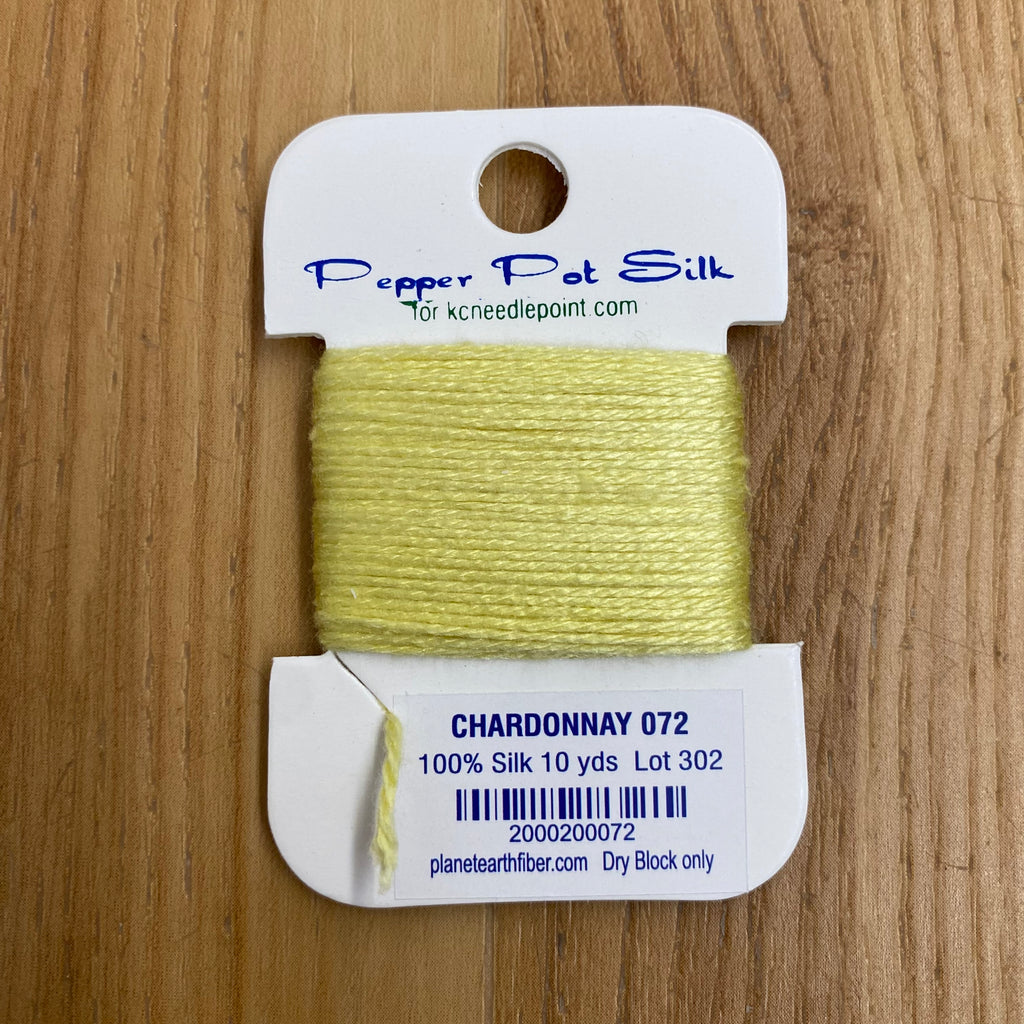 Pepper Pot Silk
for kcneedlepoint.com
CHARDONNAY 072
100% Silk 10 yds Lot 302
2000200072
planetearthfiber.com Dry Block only